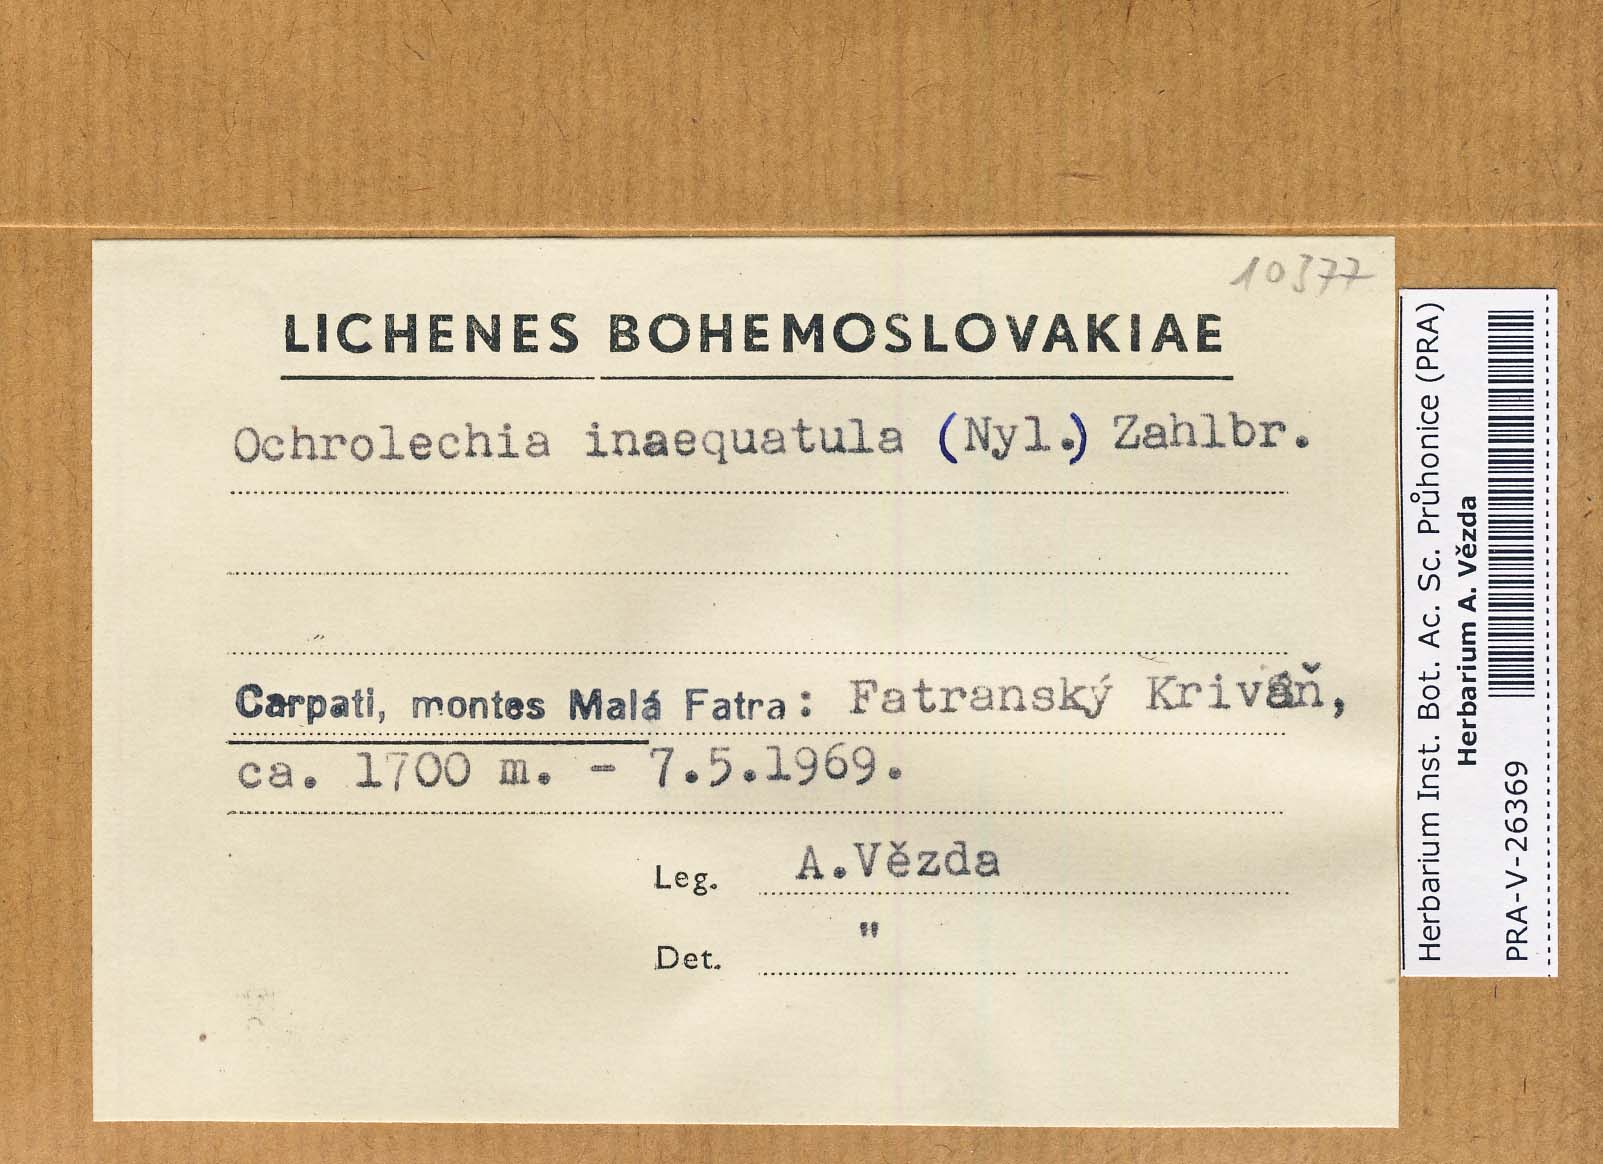 10377
LICHENES BOHEMOSLOVAKIAE
Ochrolechia inaequatula (Nyl.) Zahlbr.
Carpati, montes Malá Fatra: Fatranský Kriváň,
ca. 1700 m. - 7.5.1969.
Leg. A.Vězda
Det. "
Herbarium Inst. Bot. Ac. Sc. Průhonice (PRA)
Herbarium A. Vězda
PRA-V-26369